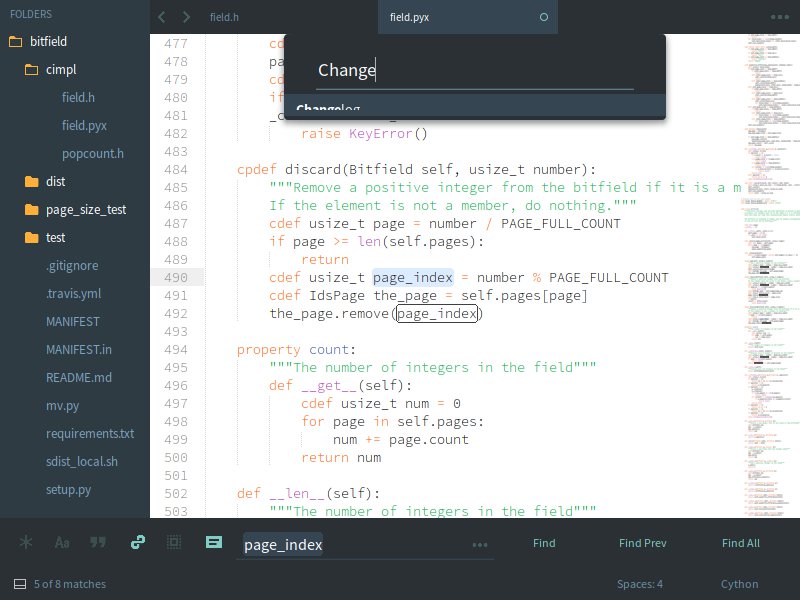 FOLDERS
bitfield
cimpl
field.h
field.pyx
popcount.h
dist
page_size_test
test
.gitignore
.travis.yml
MANIFEST
MANIFEST.in
README.md
mv.py
requirements.txt
sdist_local.sh
setup.py
field.h
field.pyx
Change
Changelog
477 cd
478 pa
479 cd
480 if
481 _c
482 raise KeyError()
483
484 cpdef discard(Bitfield self, usize_t number):
485 """Remove a positive integer from the bitfield if it is a m
486 If the element is not a member, do nothing."""
487 cdef usize_t page = number / PAGE_FULL_COUNT
488 if page >= len(self.pages):
489 return
490 cdef usize_t page_index = number % PAGE_FULL_COUNT
491 cdef IdsPage the_page = self.pages[page]
492 the_page.remove(page_index)
493
494 property count:
495 """The number of integers in the field"""
496 def __get__(self):
497 cdef usize_t num = 0
498 for page in self.pages:
499 num += page.count
500 return num
501
502 def __len__(self):
503 """The number of integers in the field"""
Aa
page_index
Find
Find Prev
Find All
5 of 8 matches
Spaces: 4
Cython